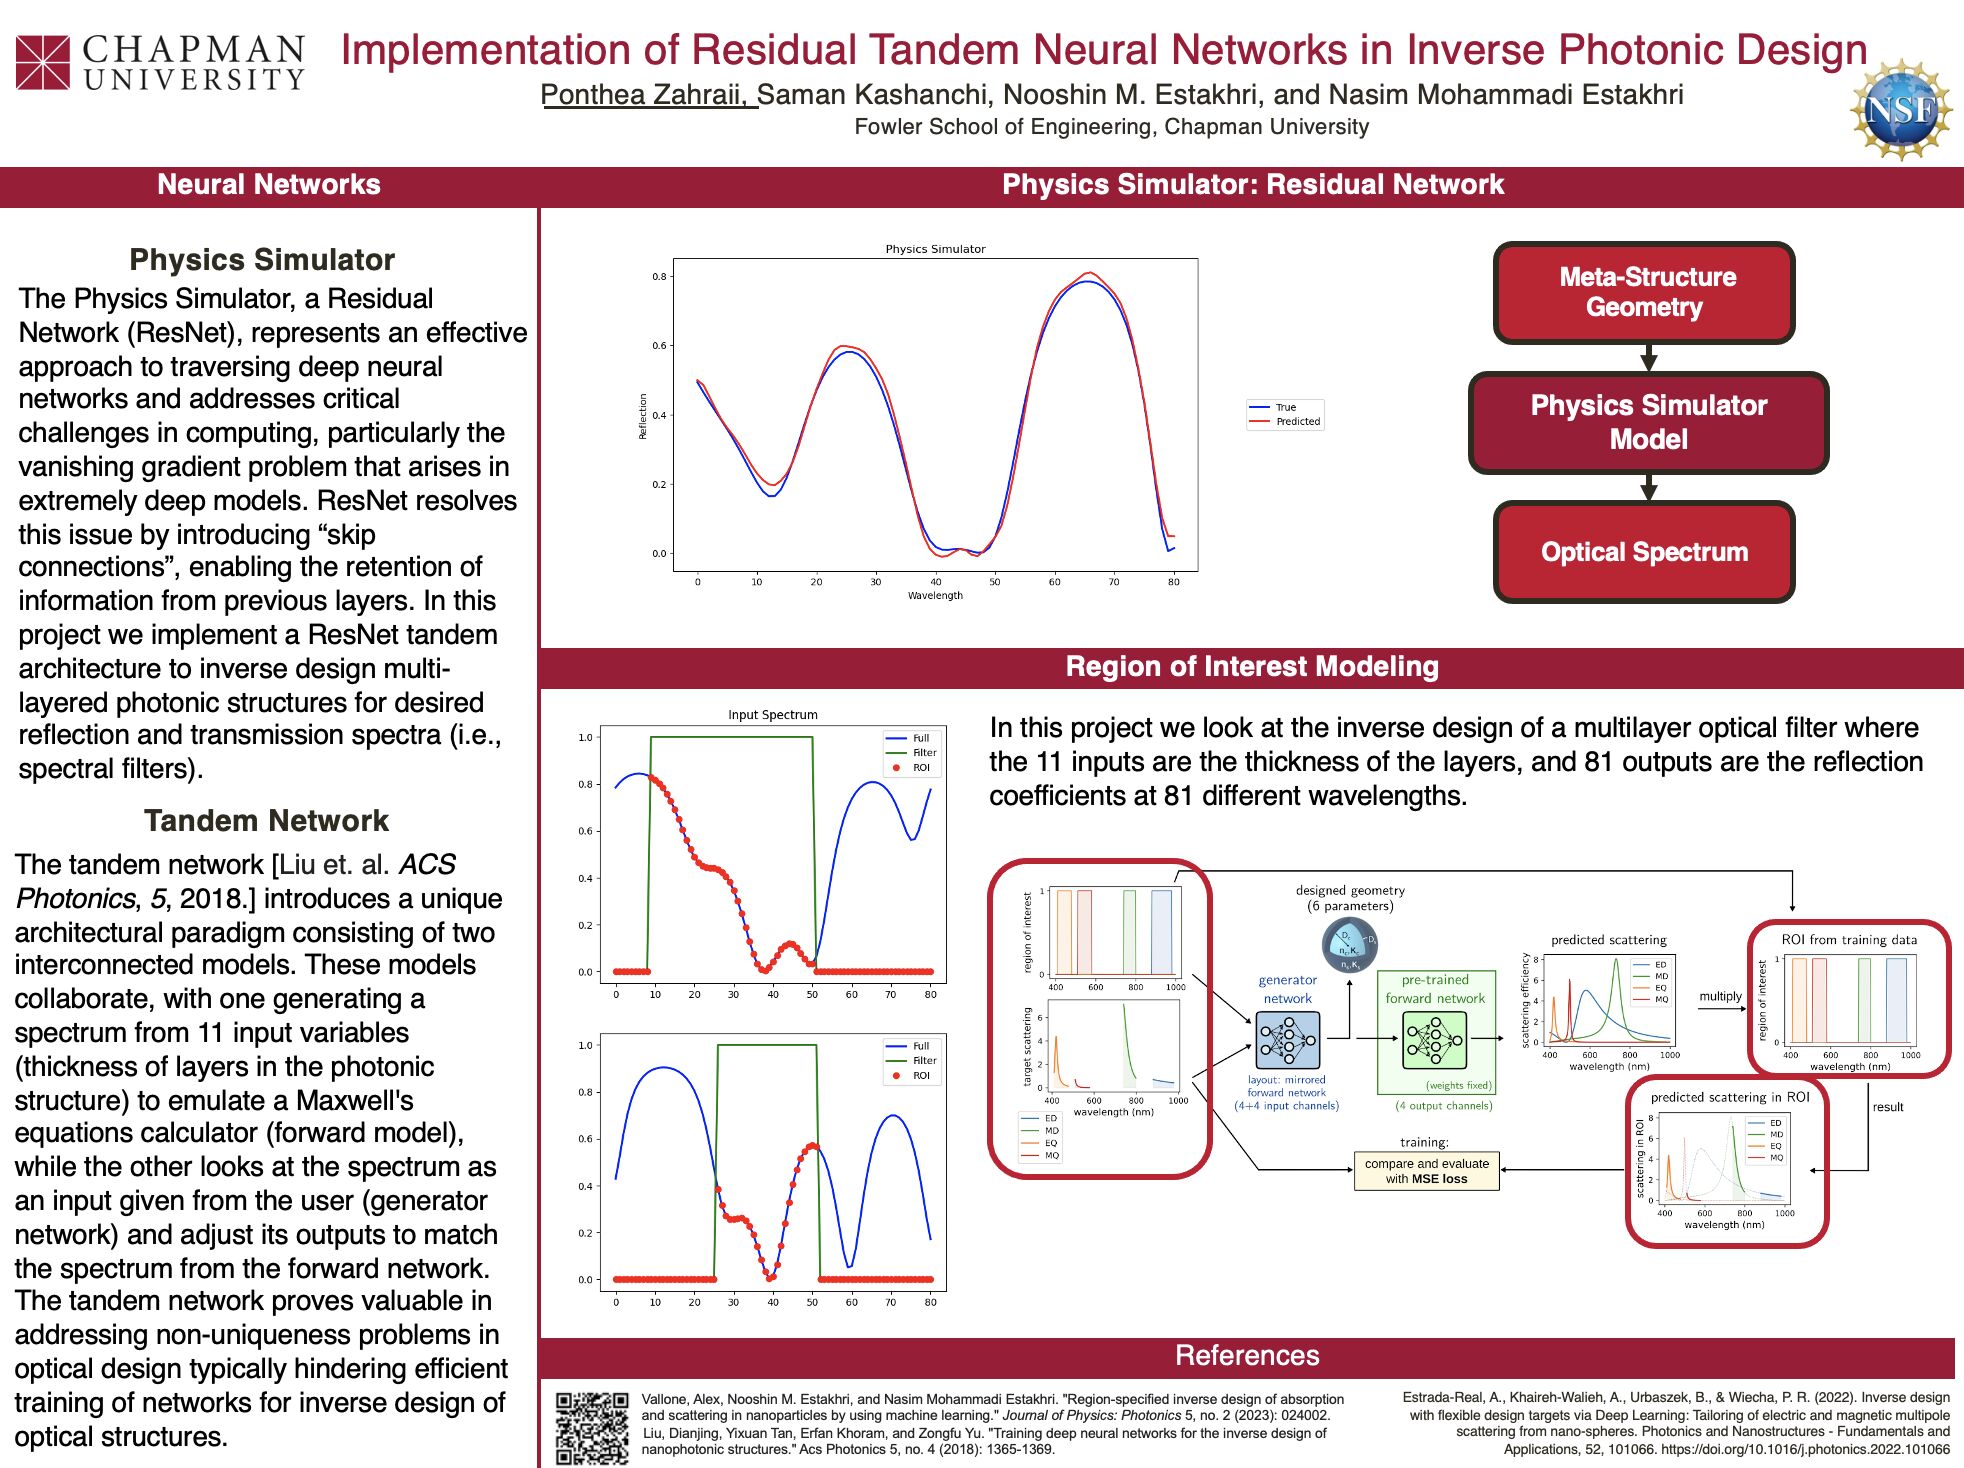 CHAPMAN
UNIVERSITY
Implementation of Residual Tandem Neural Networks in Inverse Photonic Design
Ponthea Zahraii, Saman Kashanchi, Nooshin M. Estakhri, and Nasim Mohammadi Estakhri
Fowler School of Engineering, Chapman University
NSF
Neural Networks
Physics Simulator
The Physics Simulator, a Residual
Network (ResNet), represents an effective
approach to traversing deep neural
networks and addresses critical
challenges in computing, particularly the
vanishing gradient problem that arises in
extremely deep models. ResNet resolves
this issue by introducing “skip
connections”, enabling the retention of
information from previous layers. In this
project we implement a ResNet tandem
architecture to inverse design multi-
layered photonic structures for desired
reflection and transmission spectra (i.e.,
spectral filters).
Tandem Network
The tandem network [Liu et. al. ACS
Photonics, 5, 2018.] introduces a unique
architectural paradigm consisting of two
interconnected models. These models
collaborate, with one generating a
spectrum from 11 input variables
(thickness of layers in the photonic
structure) to emulate a Maxwell's
equations calculator (forward model),
while the other looks at the spectrum as
an input given from the user (generator
network) and adjust its outputs to match
the spectrum from the forward network.
The tandem network proves valuable in
addressing non-uniqueness problems in
optical design typically hindering efficient
training of networks for inverse design of
optical structures.
Physics Simulator: Residual Network
Physics Simulator
Reflection
0.8
0.6
0.4
0.2
0.0
0 10 20 30 40 50 60 70 80
Wavelength
True
Predicted
Meta-Structure
Geometry
Physics Simulator
Model
Optical Spectrum
Region of Interest Modeling
Input Spectrum
1.0
0.8
0.6
0.4
0.2
0.0
0 10 20 30 40 50 60 70 80
Full
Filter
ROI
1.0
0.8
0.6
0.4
0.2
0.0
0 10 20 30 40 50 60 70 80
Full
Filter
ROI
In this project we look at the inverse design of a multilayer optical filter where
the 11 inputs are the thickness of the layers, and 81 outputs are the reflection
coefficients at 81 different wavelengths.
region of interest
1
0
400 600 800 1000
target scattering
6
4
2
0
400 600 800 1000
wavelength (nm)
ED
MD
EQ
MQ
designed geometry
(6 parameters)
generator
network
layout: mirrored
forward network
(4+4 input channels)
pre-trained
forward network
(weights fixed)
(4 output channels)
predicted scattering
scattering efficiency
8
6
4
2
0
400 600 800 1000
wavelength (nm)
ED
MD
EQ
MQ
multiply
ROI from training data
region of interest
1
0
400 600 800 1000
wavelength (nm)
result
predicted scattering in ROI
scattering in ROI
8
6
4
2
0
400 600 800 1000
wavelength (nm)
ED
MD
EQ
MQ
training:
compare and evaluate
with MSE loss
References
Vallone, Alex, Nooshin M. Estakhri, and Nasim Mohammadi Estakhri. "Region-specified inverse design of absorption
and scattering in nanoparticles by using machine learning." Journal of Physics: Photonics 5, no. 2 (2023): 024002.
Liu, Dianjing, Yixuan Tan, Erfan Khoram, and Zongfu Yu. "Training deep neural networks for the inverse design of
nanophotonic structures." Acs Photonics 5, no. 4 (2018): 1365-1369.
Estrada-Real, A., Khaireh-Walieh, A., Urbaszek, B., & Wiecha, P. R. (2022). Inverse design
with flexible design targets via Deep Learning: Tailoring of electric and magnetic multipole
scattering from nano-spheres. Photonics and Nanostructures - Fundamentals and
Applications, 52, 101066. https://doi.org/10.1016/j.photonics.2022.101066